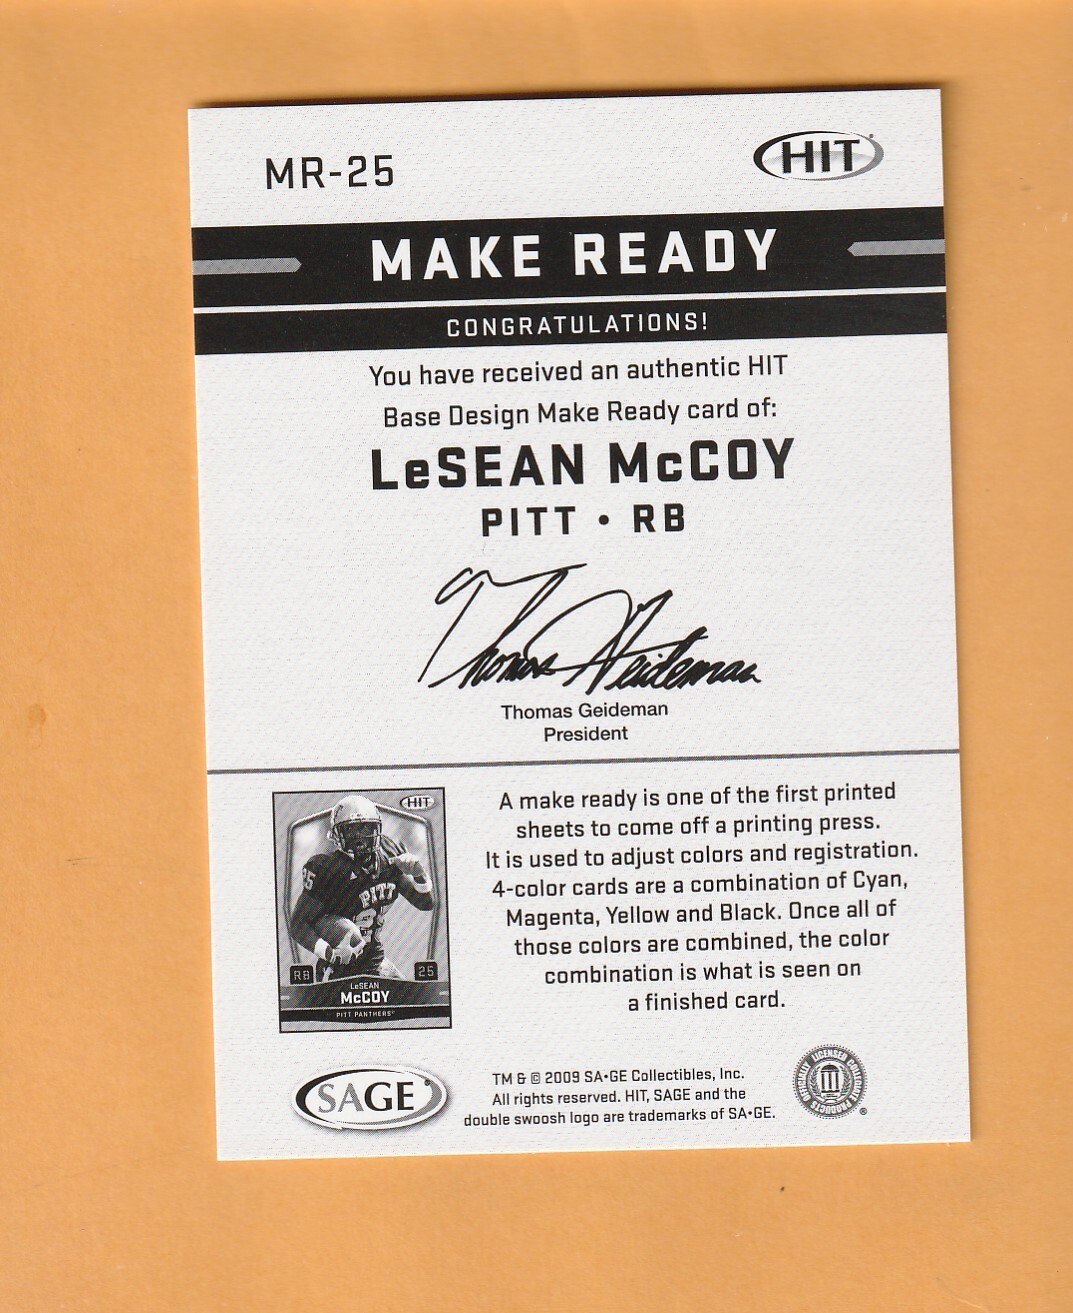 MR-25
HIT
MAKE READY
CONGRATULATIONS!
You have received an authentic HIT
Base Design Make Ready card of:
LeSEAN McCOY
PITT • RB
Thomas Geideman
Thomas Geideman
President
HIT
25
PITT
RB
25
LeSEAN
McCOY
PITT PANTHERS®
A make ready is one of the first printed
sheets to come off a printing press.
It is used to adjust colors and registration.
4-color cards are a combination of Cyan,
Magenta, Yellow and Black. Once all of
those colors are combined, the color
combination is what is seen on
a finished card.
SAGE
TM & © 2009 SA•GE Collectibles, Inc.
All rights reserved. HIT, SAGE and the
double swoosh logo are trademarks of SA•GE.
OFFICIALLY LICENSED COLLEGIATE PRODUCTS